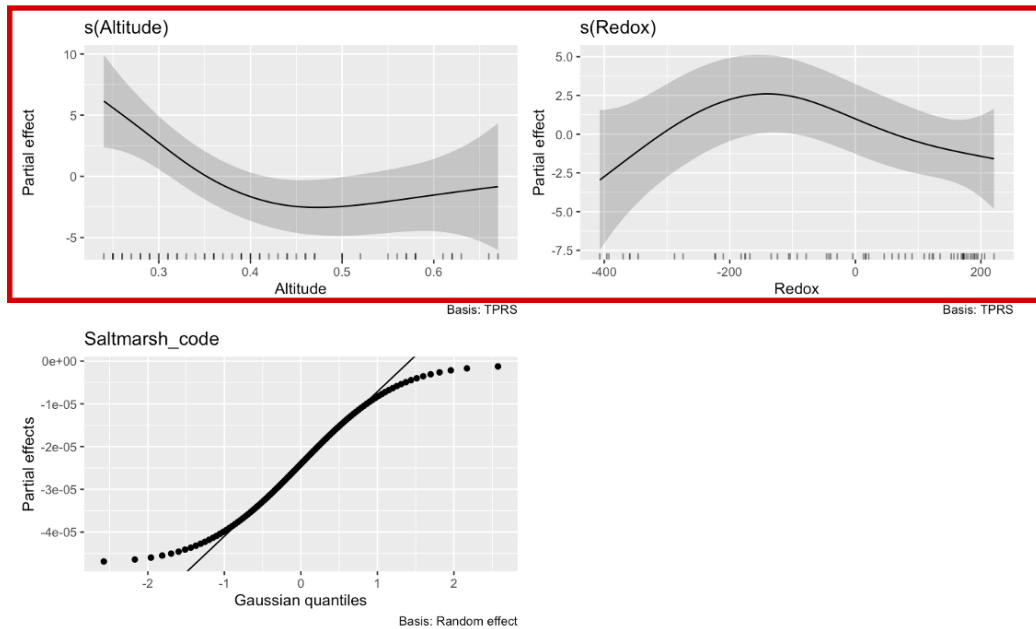 s(Altitude)
10
5
0
-5
Partial effect
0.3 0.4 0.5 0.6
Altitude
Basis: TPRS
s(Redox)
5.0
2.5
0.0
-2.5
-5.0
-7.5
Partial effect
-400 -200 0 200
Redox
Basis: TPRS
Saltmarsh_code
0e+00
-1e-05
-2e-05
-3e-05
-4e-05
Partial effects
-2 -1 0 1 2
Gaussian quantiles
Basis: Random effect